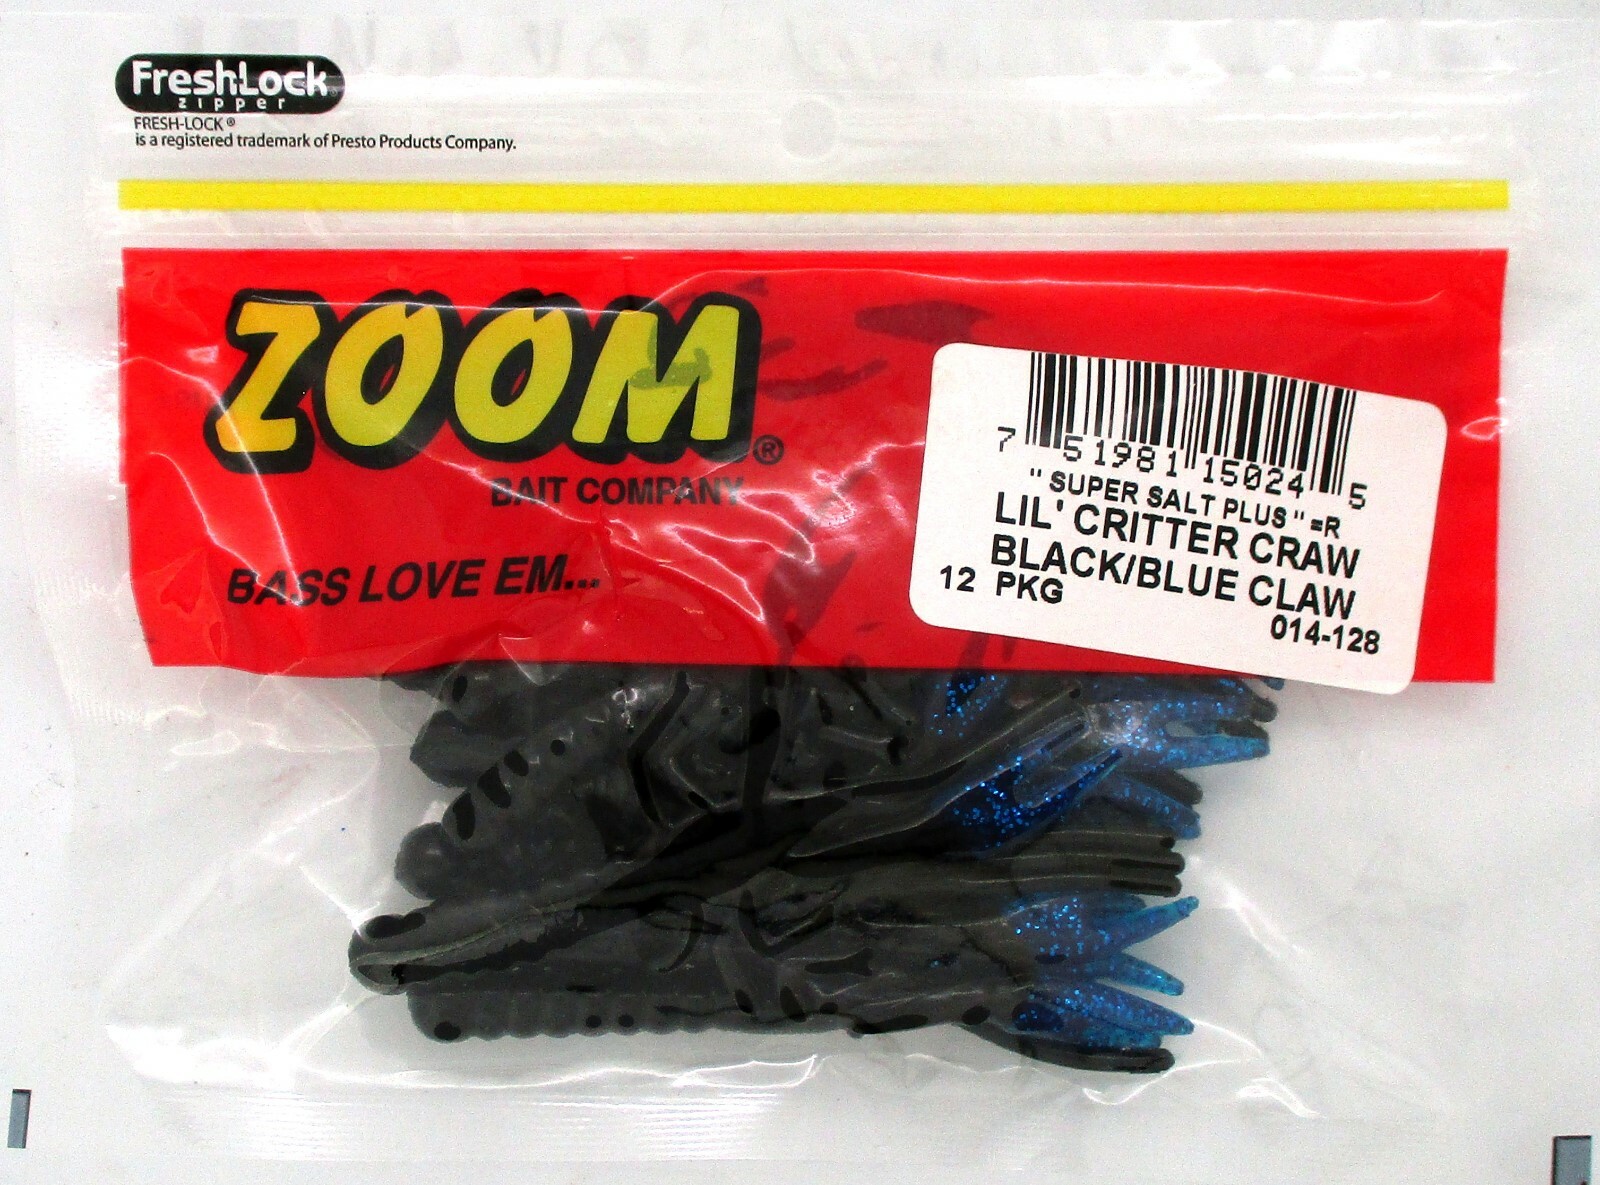 FreshLock®
zipper
FRESH-LOCK®
is a registered trademark of Presto Products Company.
ZOOM®
BAIT COMPANY
BASS LOVE EM...
7 51981 15024 5
"SUPER SALT PLUS"=R
LIL' CRITTER CRAW
BLACK/BLUE CLAW
12 PKG
014-128